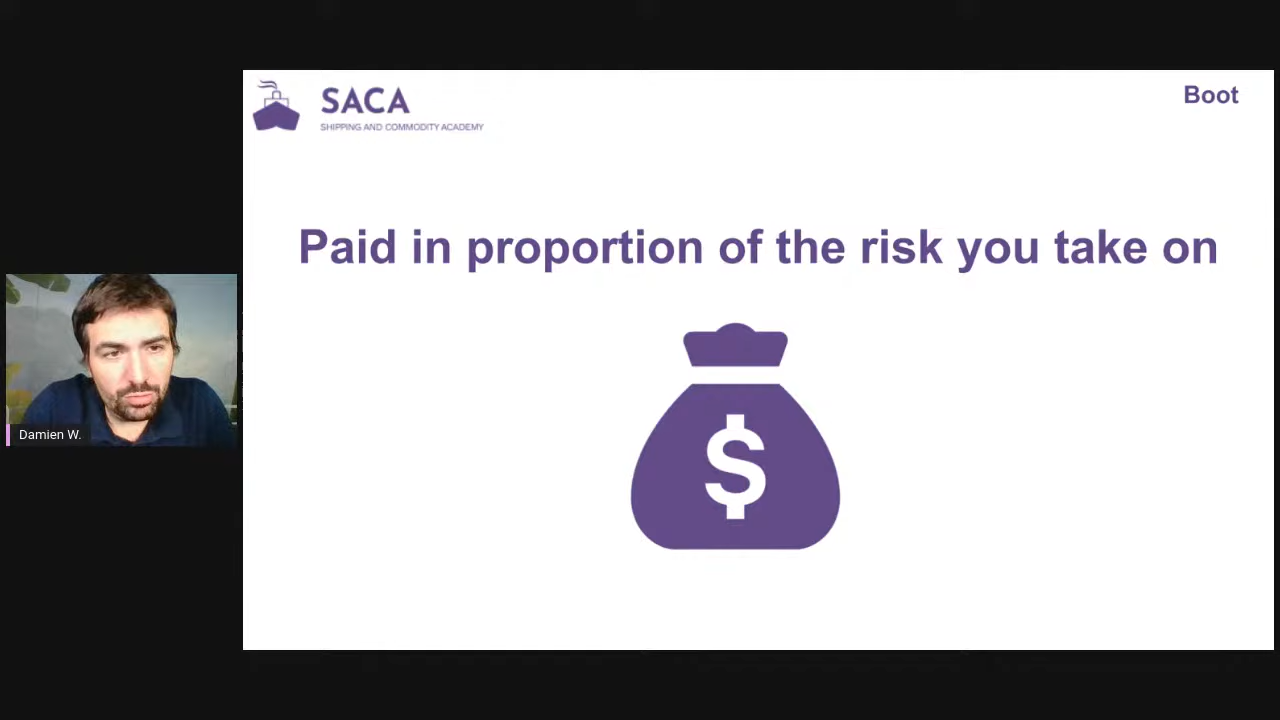 SACA
SHIPPING AND COMMODITY ACADEMY
Boot
Paid in proportion of the risk you take on
$
Damien W.